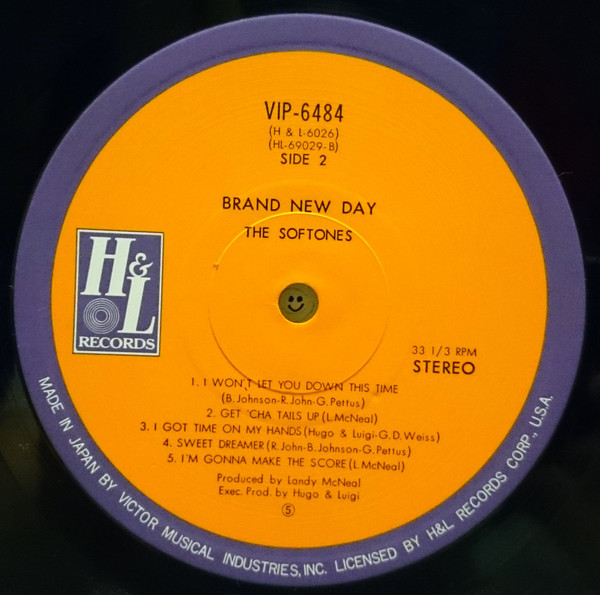 VIP-6484
(H & L-6026)
(HL-69029-B)
SIDE 2
BRAND NEW DAY
THE SOFTONES
H&L
RECORDS
33 1/3 RPM
STEREO
1. I WON'T LET YOU DOWN THIS TIME
(B. Johnson-R. John-G. Pettus)
2. GET 'CHA TAILS UP (L. McNeal)
3. I GOT TIME ON MY HANDS (Hugo & Luigi-G.D. Weiss)
4. SWEET DREAMER (R. John-B. Johnson-G. Pettus)
5. I'M GONNA MAKE THE SCORE (L. McNeal)
Produced by Landy McNeal
Exec. Prod. by Hugo & Luigi
⑤
MADE IN JAPAN BY VICTOR MUSICAL INDUSTRIES, INC. LICENSED BY H&L RECORDS CORP., U.S.A.